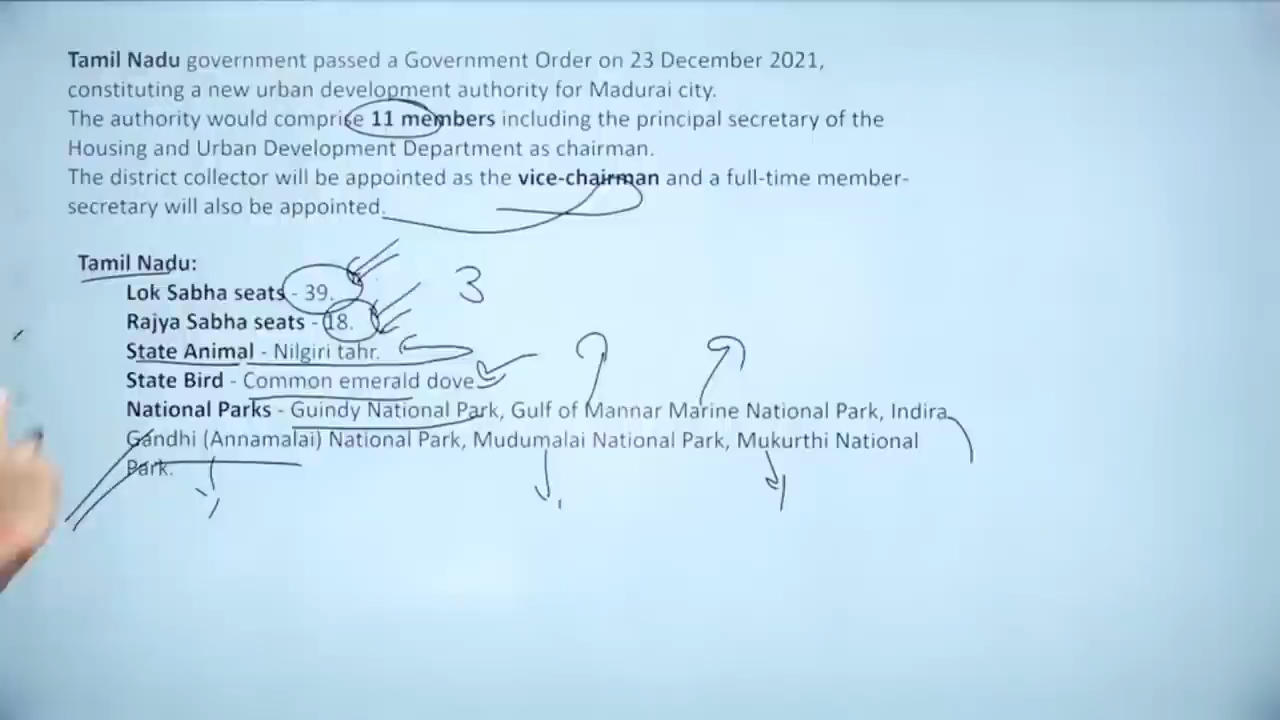 Tamil Nadu government passed a Government Order on 23 December 2021,
constituting a new urban development authority for Madurai city.
The authority would comprise 11 members including the principal secretary of the
Housing and Urban Development Department as chairman.
The district collector will be appointed as the vice-chairman and a full-time member-
secretary will also be appointed.
Tamil Nadu:
Lok Sabha seats - 39.
3
Rajya Sabha seats - 18.
State Animal - Nilgiri tahr.
State Bird - Common emerald dove
National Parks - Guindy National Park, Gulf of Mannar Marine National Park, Indira
Gandhi (Annamalai) National Park, Mudumalai National Park, Mukurthi National
Park.